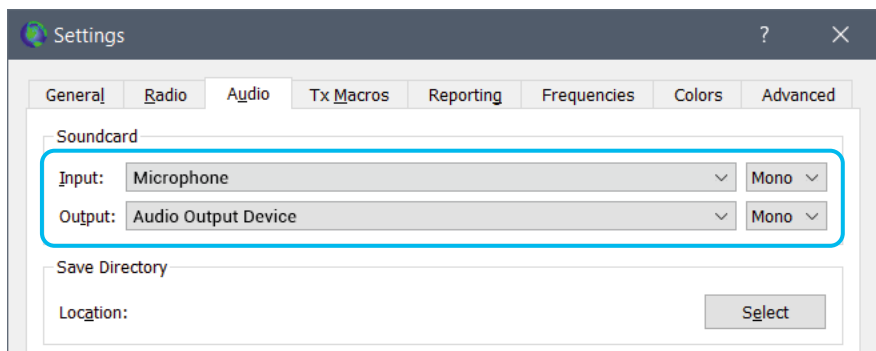 Settings ? ×
General Radio Audio Tx Macros Reporting Frequencies Colors Advanced
Soundcard
Input: Microphone Mono
Output: Audio Output Device Mono
Save Directory
Location: Select